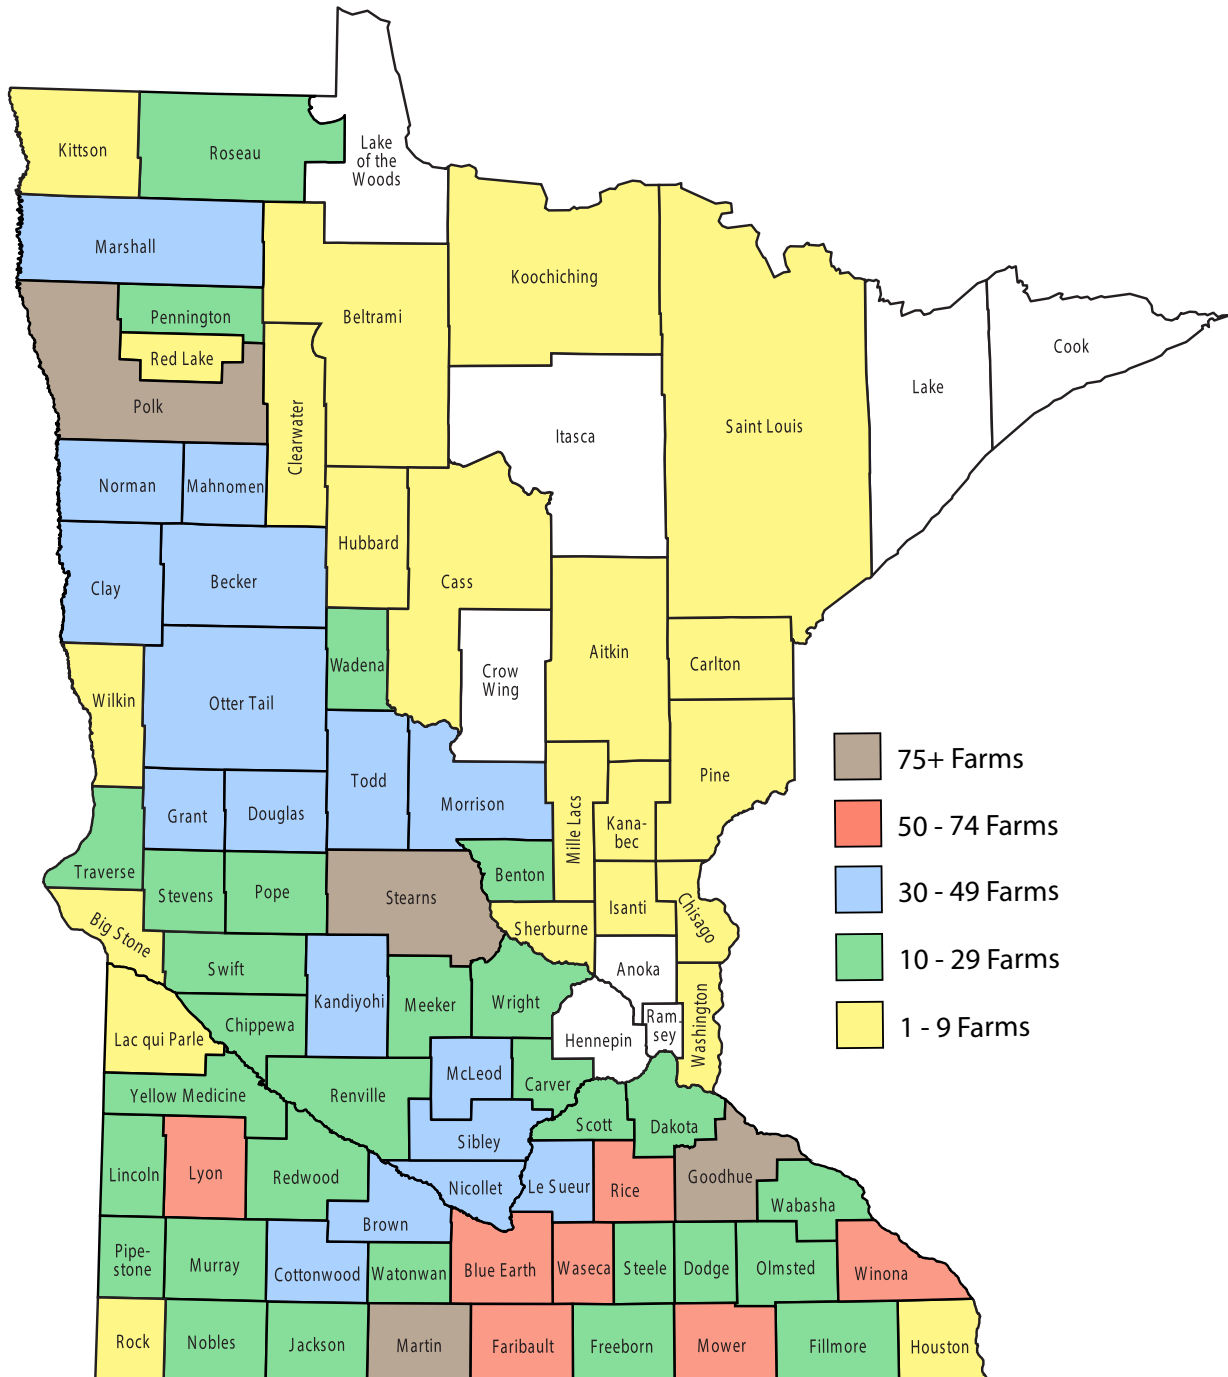 Kittson
Roseau
Lake
of the
Woods
Marshall
Koochiching
Pennington
Beltrami
Red Lake
Polk
Clearwater
Cook
Lake
Saint Louis
Itasca
Norman
Mahnomen
Hubbard
Clay
Becker
Cass
Wadena
Crow
Wing
Aitkin
Carlton
Wilkin
Otter Tail
Pine
Todd
Morrison
Grant
Douglas
Mille Lacs
Kana-
bec
Traverse
Stevens
Pope
Stearns
Benton
Isanti
Chisago
Big Stone
Sherburne
Swift
Anoka
Kandiyohi
Meeker
Wright
Chippewa
Ram-
sey
Washington
Lac qui Parle
Hennepin
McLeod
Carver
Yellow Medicine
Renville
Scott
Dakota
Sibley
Lincoln
Lyon
Redwood
Nicollet
Le Sueur
Rice
Goodhue
Wabasha
Brown
Pipe-
stone
Murray
Cottonwood
Watonwan
Blue Earth
Waseca
Steele
Dodge
Olmsted
Winona
Rock
Nobles
Jackson
Martin
Faribault
Freeborn
Mower
Fillmore
Houston
75+ Farms
50 - 74 Farms
30 - 49 Farms
10 - 29 Farms
1 - 9 Farms